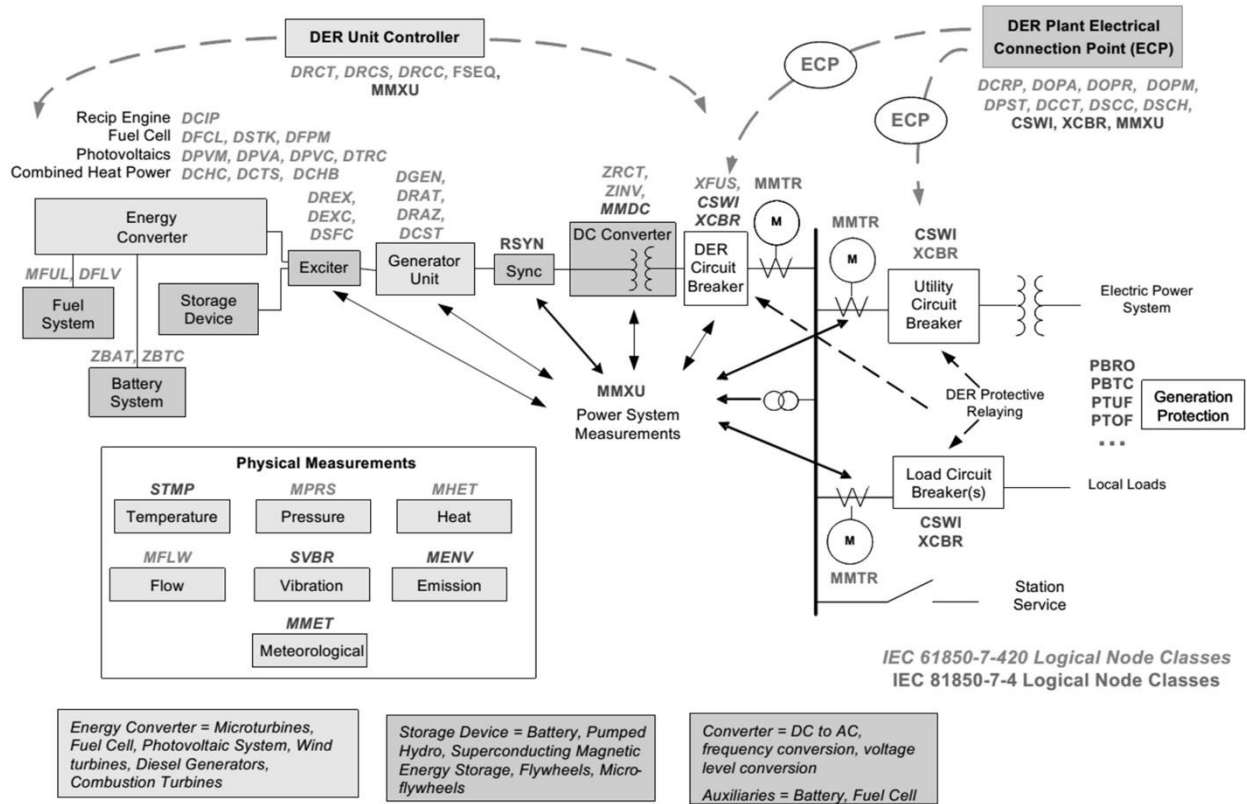 DER Unit Controller
DRCT, DRCS, DRCC, FSEQ,
MMXU
ECP
DER Plant Electrical
Connection Point (ECP)
DCRP, DOPA, DOPR, DOPM,
DPST, DCCT, DSCC, DSCH,
CSWI, XCBR, MMXU
ECP
Recip Engine DCIP
Fuel Cell DFCL, DSTK, DFPM
Photovoltaics DPVM, DPVA, DPVC, DTRC
Combined Heat Power DCHC, DCTS, DCHB
Energy
Converter
DREX,
DEXC,
DSFC
Exciter
DGEN,
DRAT,
DRAZ,
DCST
Generator
Unit
RSYN
Sync
ZRCT,
ZINV,
MMDC
DC Converter
XFUS,
CSWI
XCBR
DER
Circuit
Breaker
MMTR
M
MMTR
M
CSWI
XCBR
Utility
Circuit
Breaker
Electric Power
System
MFUL, DFLV
Fuel
System
Storage
Device
ZBAT, ZBTC
Battery
System
MMXU
Power System
Measurements
DER Protective
Relaying
PBRO
PBTC
PTUF
PTOF
...
Generation
Protection
Load Circuit
Breaker(s)
Local Loads
CSWI
XCBR
M
MMTR
Station
Service
Physical Measurements
STMP MPRS MHET
Temperature Pressure Heat
MFLW SVBR MENV
Flow Vibration Emission
MMET
Meteorological
IEC 61850-7-420 Logical Node Classes
IEC 81850-7-4 Logical Node Classes
Energy Converter = Microturbines,
Fuel Cell, Photovoltaic System, Wind
turbines, Diesel Generators,
Combustion Turbines
Storage Device = Battery, Pumped
Hydro, Superconducting Magnetic
Energy Storage, Flywheels, Micro-
flywheels
Converter = DC to AC,
frequency conversion, voltage
level conversion
Auxiliaries = Battery, Fuel Cell